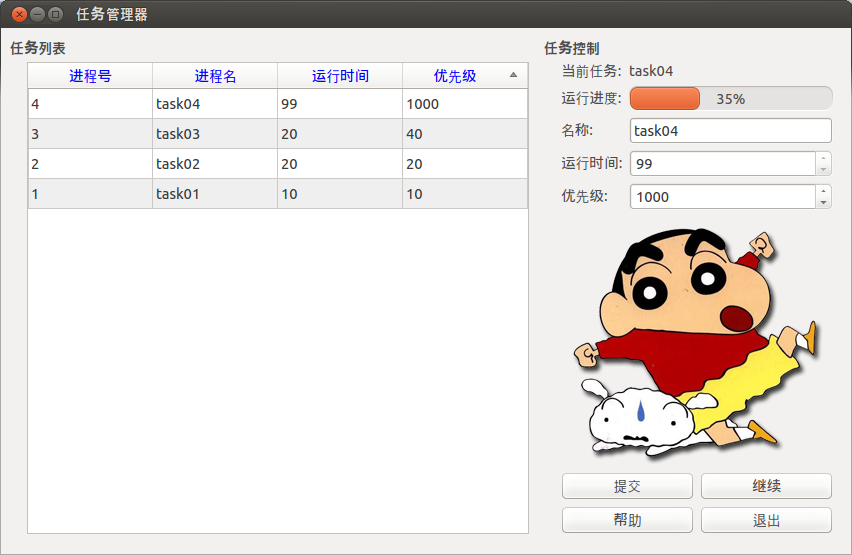 任务管理器
任务列表
进程号 进程名 运行时间 优先级
4 task04 99 1000
3 task03 20 40
2 task02 20 20
1 task01 10 10
任务控制
当前任务: task04
运行进度: 35%
名称: task04
运行时间: 99
优先级: 1000
提交 继续
帮助 退出